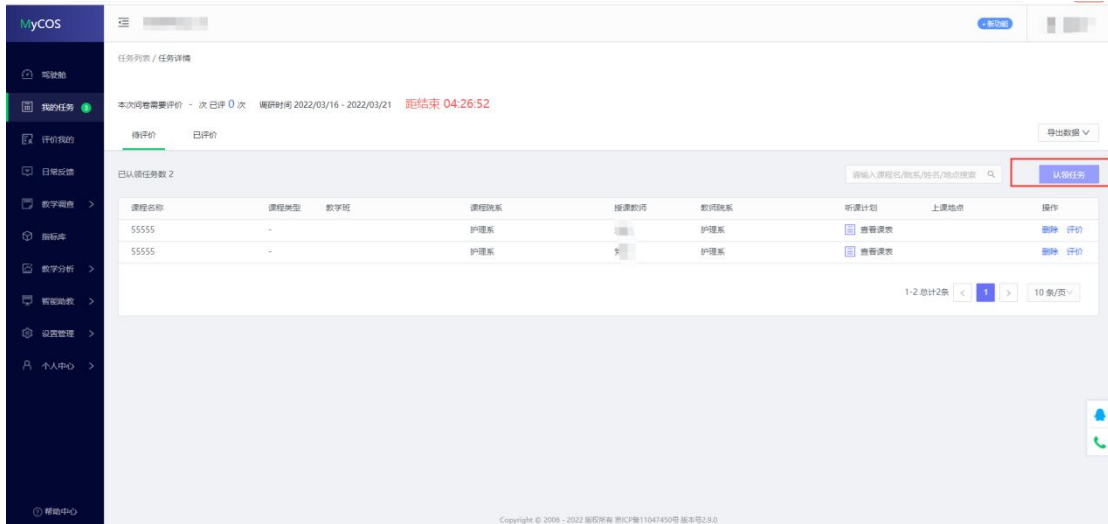 MyCOS
• 新功能
驾驶舱
我的任务 3
评价我的
日常反馈
教学调查
指标库
教学分析
智能助教
设置管理
个人中心
帮助中心
任务列表 / 任务详情
本次问卷需要评价 - 次 已评 0 次 调研时间 2022/03/16 - 2022/03/21 距结束 04:26:52
待评价 已评价 导出数据
已认领任务数 2 请输入课程名/院系/姓名/地点搜索 认领任务
课程名称 课程类型 教学班 课程院系 授课教师 教师院系 听课计划 上课地点 操作
55555 - 护理系 护理系 查看课表 删除 评价
55555 - 护理系 护理系 查看课表 删除 评价
1-2 总计2条 < 1 > 10 条/页
Copyright © 2006 - 2022 版权所有 京ICP备11047450号 版本号2.9.0